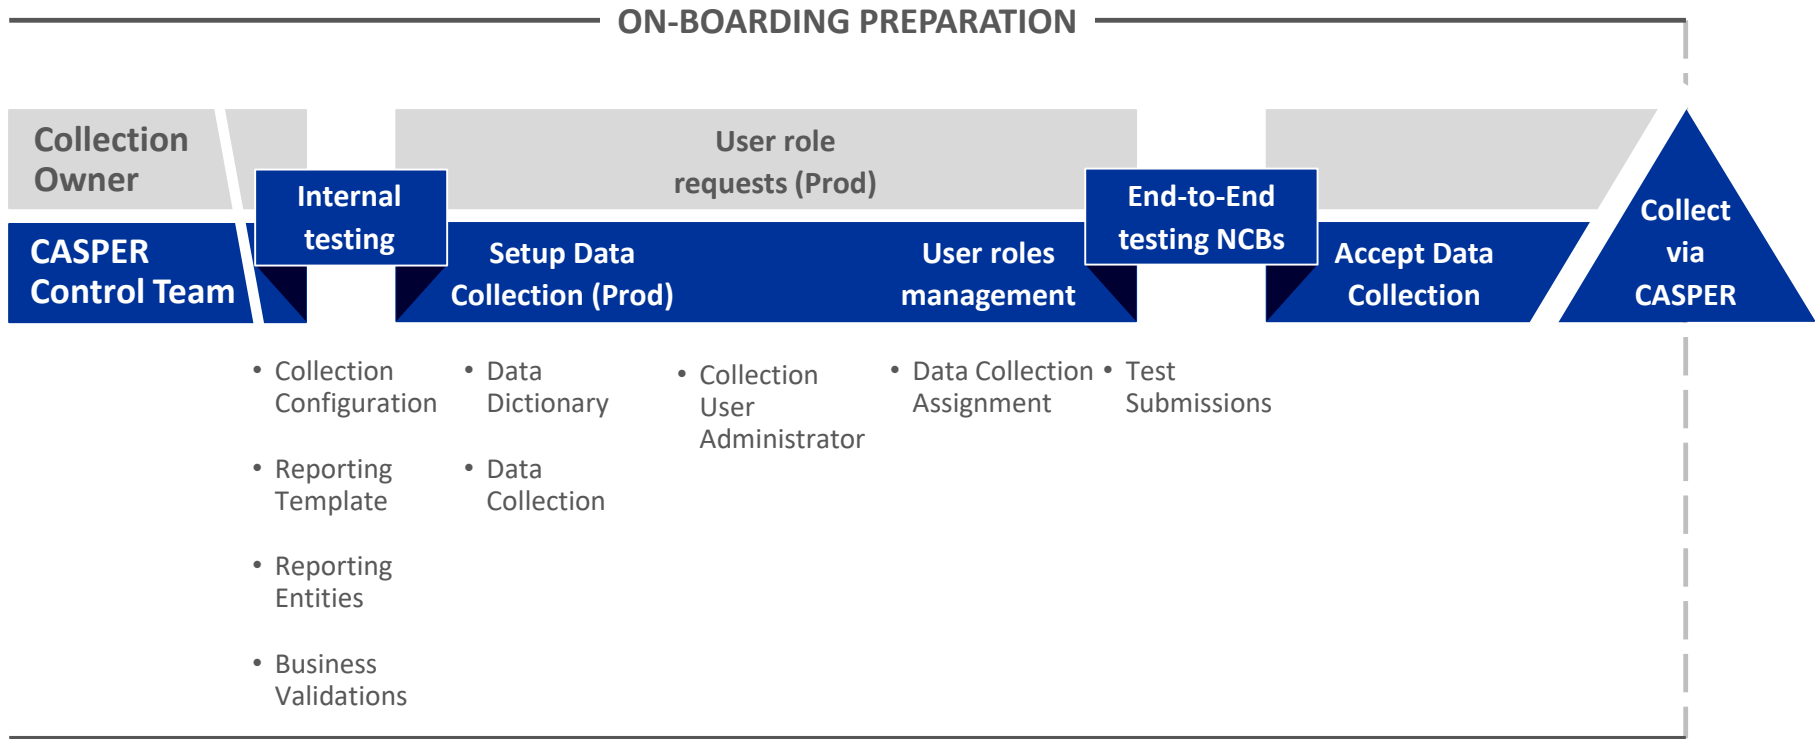 ON-BOARDING PREPARATION
Collection
Owner
User role
requests (Prod)
Internal
testing
End-to-End
testing NCBs
CASPER
Control Team
Setup Data
Collection (Prod)
User roles
management
Accept Data
Collection
Collect
via
CASPER
• Collection
Configuration
• Reporting
Template
• Reporting
Entities
• Business
Validations
• Data
Dictionary
• Data
Collection
• Collection
User
Administrator
• Data Collection
Assignment
• Test
Submissions